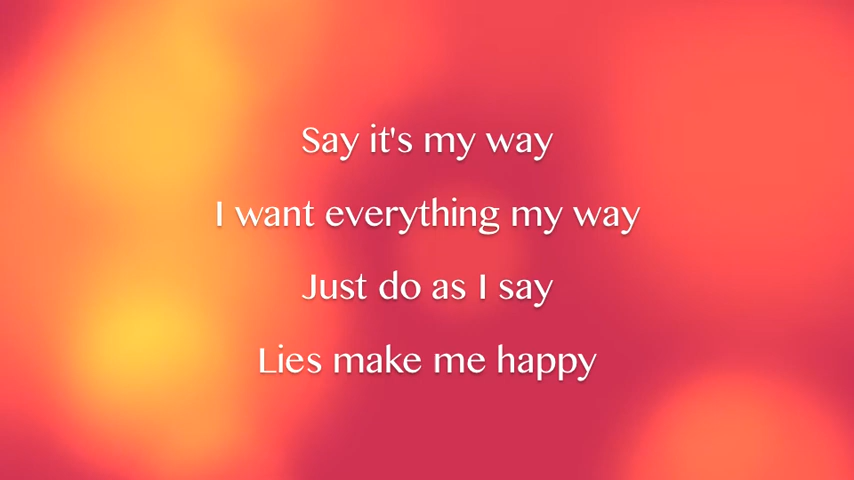 Say it's my way
I want everything my way
Just do as I say
Lies make me happy